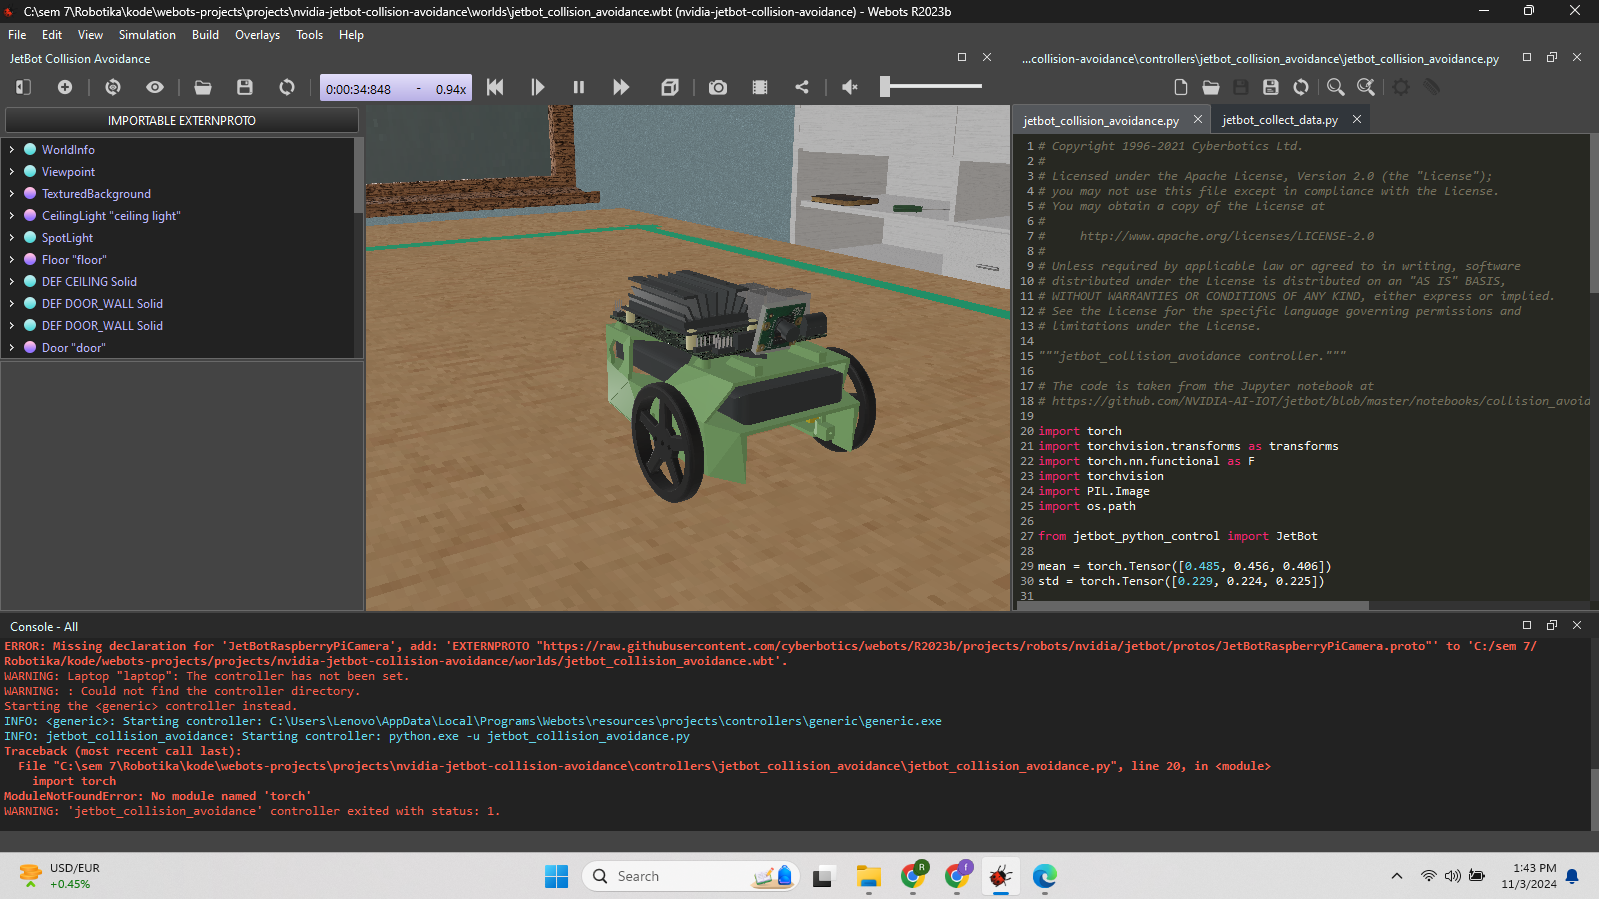 C:\sem 7\Robotika\kode\webots-projects\projects\nvidia-jetbot-collision-avoidance\worlds\jetbot_collision_avoidance.wbt (nvidia-jetbot-collision-avoidance) - Webots R2023b
File Edit View Simulation Build Overlays Tools Help
JetBot Collision Avoidance
0:00:34:848 - 0.94x
IMPORTABLE EXTERNPROTO
WorldInfo
Viewpoint
TexturedBackground
CeilingLight "ceiling light"
SpotLight
Floor "floor"
DEF CEILING Solid
DEF DOOR_WALL Solid
DEF DOOR_WALL Solid
Door "door"
...collision-avoidance\controllers\jetbot_collision_avoidance\jetbot_collision_avoidance.py
jetbot_collision_avoidance.py jetbot_collect_data.py
1 # Copyright 1996-2021 Cyberbotics Ltd.
2 #
3 # Licensed under the Apache License, Version 2.0 (the "License");
4 # you may not use this file except in compliance with the License.
5 # You may obtain a copy of the License at
6 #
7 #     http://www.apache.org/licenses/LICENSE-2.0
8 #
9 # Unless required by applicable law or agreed to in writing, software
10 # distributed under the License is distributed on an "AS IS" BASIS,
11 # WITHOUT WARRANTIES OR CONDITIONS OF ANY KIND, either express or implied.
12 # See the License for the specific language governing permissions and
13 # limitations under the License.
14
15 """jetbot_collision_avoidance controller."""
16
17 # The code is taken from the Jupyter notebook at
18 # https://github.com/NVIDIA-AI-IOT/jetbot/blob/master/notebooks/collision_avoida
19
20 import torch
21 import torchvision.transforms as transforms
22 import torch.nn.functional as F
23 import torchvision
24 import PIL.Image
25 import os.path
26
27 from jetbot_python_control import JetBot
28
29 mean = torch.Tensor([0.485, 0.456, 0.406])
30 std = torch.Tensor([0.229, 0.224, 0.225])
31
Console - All
ERROR: Missing declaration for 'JetBotRaspberryPiCamera', add: 'EXTERNPROTO "https://raw.githubusercontent.com/cyberbotics/webots/R2023b/projects/robots/nvidia/jetbot/protos/JetBotRaspberryPiCamera.proto"' to 'C:/sem 7/
Robotika/kode/webots-projects/projects/nvidia-jetbot-collision-avoidance/worlds/jetbot_collision_avoidance.wbt'.
WARNING: Laptop "laptop": The controller has not been set.
WARNING: : Could not find the controller directory.
Starting the <generic> controller instead.
INFO: <generic>: Starting controller: C:\Users\Lenovo\AppData\Local\Programs\Webots\resources\projects\controllers\generic\generic.exe
INFO: jetbot_collision_avoidance: Starting controller: python.exe -u jetbot_collision_avoidance.py
Traceback (most recent call last):
  File "C:\sem 7\Robotika\kode\webots-projects\projects\nvidia-jetbot-collision-avoidance\controllers\jetbot_collision_avoidance\jetbot_collision_avoidance.py", line 20, in <module>
    import torch
ModuleNotFoundError: No module named 'torch'
WARNING: 'jetbot_collision_avoidance' controller exited with status: 1.
USD/EUR
+0.45%
Search
R
f
1:43 PM
11/3/2024